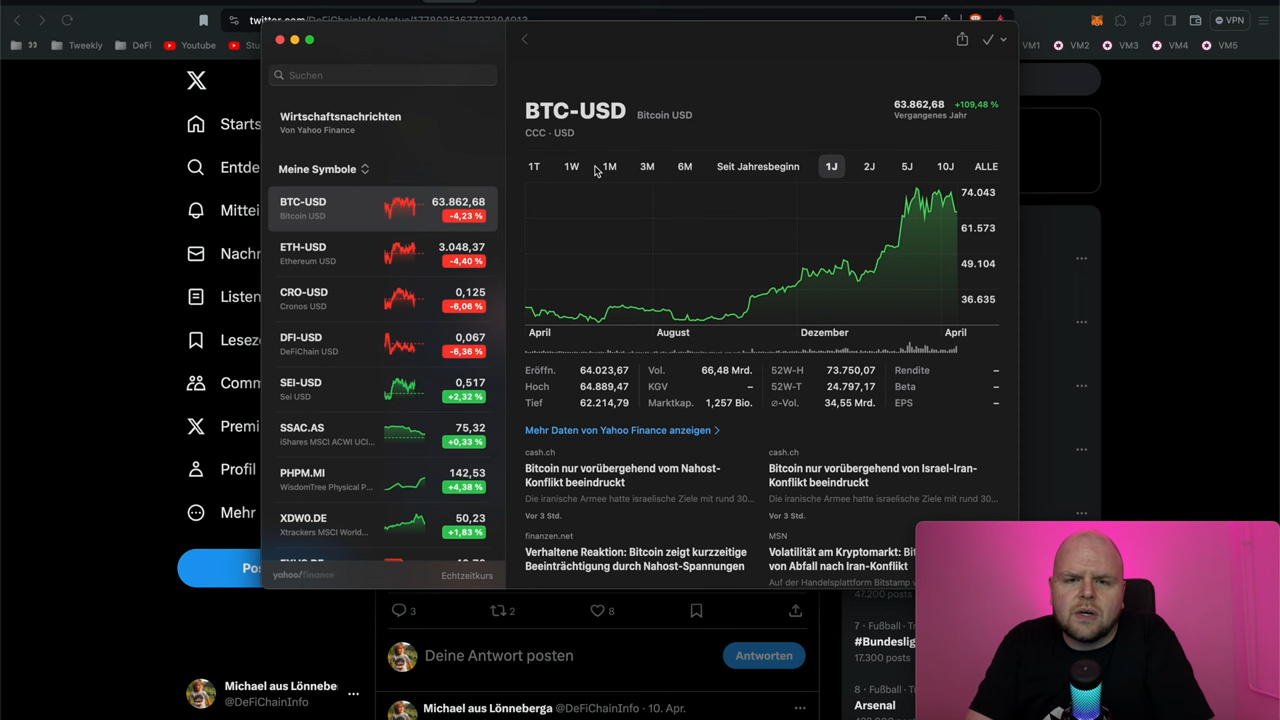 twitter.com/DeFiChainInfo/status/1778025167727304913
VPN
👀
Tweekly
DeFi
Youtube
VM1
VM2
VM3
VM4
VM5
Suchen
Wirtschaftsnachrichten
Von Yahoo Finance
Meine Symbole
BTC-USD 63.862,68
Bitcoin USD -4,23 %
ETH-USD 3.048,37
Ethereum USD -4,40 %
CRO-USD 0,125
Cronos USD -6,06 %
DFI-USD 0,067
DeFiChain USD -6,36 %
SEI-USD 0,517
Sei USD +2,32 %
SSAC.AS 75,32
iShares MSCI ACWI UCI... +0,33 %
PHPM.MI 142,53
WisdomTree Physical P... +4,38 %
XDW0.DE 50,23
Xtrackers MSCI World... +1,83 %
yahoo!finance Echtzeitkurs
BTC-USD Bitcoin USD
CCC · USD
63.862,68 +109,48 %
Vergangenes Jahr
1T 1W 1M 3M 6M Seit Jahresbeginn 1J 2J 5J 10J ALLE
74.043
61.573
49.104
36.635
April August Dezember April
Eröffn. 64.023,67 Vol. 66,48 Mrd. 52W-H 73.750,07 Rendite –
Hoch 64.889,47 KGV – 52W-T 24.797,17 Beta –
Tief 62.214,79 Marktkap. 1,257 Bio. ⌀-Vol. 34,55 Mrd. EPS –
Mehr Daten von Yahoo Finance anzeigen
cash.ch
Bitcoin nur vorübergehend vom Nahost-
Konflikt beeindruckt
Die iranische Armee hatte israelische Ziele mit rund 30...
Vor 3 Std.
cash.ch
Bitcoin nur vorübergehend von Israel-Iran-
Konflikt beeindruckt
Die iranische Armee hatte israelische Ziele mit rund 30...
Vor 3 Std.
finanzen.net
Verhaltene Reaktion: Bitcoin zeigt kurzzeitige
Beeinträchtigung durch Nahost-Spannungen
MSN
Volatilität am Kryptomarkt: Bit
von Abfall nach Iran-Konflikt
Auf der Handelsplattform Bitstamp
X
Starts
Entde
Mittei
Nachr
Listen
Leseze
Comm
Premi
Profil
Mehr
Pos
Michael aus Lönnebe
@DeFiChainInfo
3 2 8
Deine Antwort posten
Antworten
Michael aus Lönneberga @DeFiChainInfo · 10. Apr.
47.200 posts
7 · Fußball · Tr
#Bundeslig
17.300 posts
8 · Fußball · Tr
Arsenal